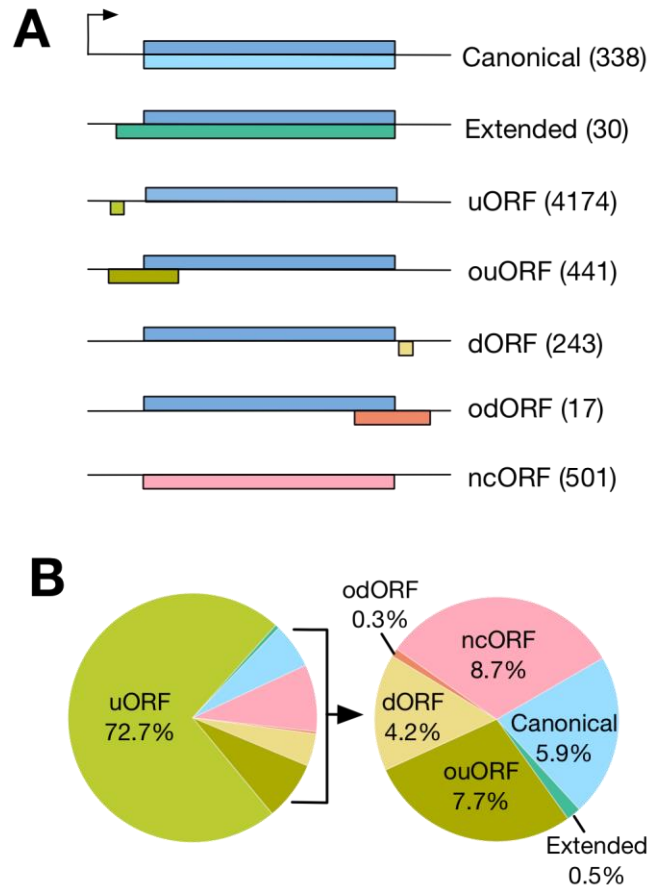 A
Canonical (338)
Extended (30)
uORF (4174)
ouORF (441)
dORF (243)
odORF (17)
ncORF (501)
B
uORF
72.7%
odORF
0.3%
ncORF
8.7%
dORF
4.2%
Canonical
5.9%
ouORF
7.7%
Extended
0.5%